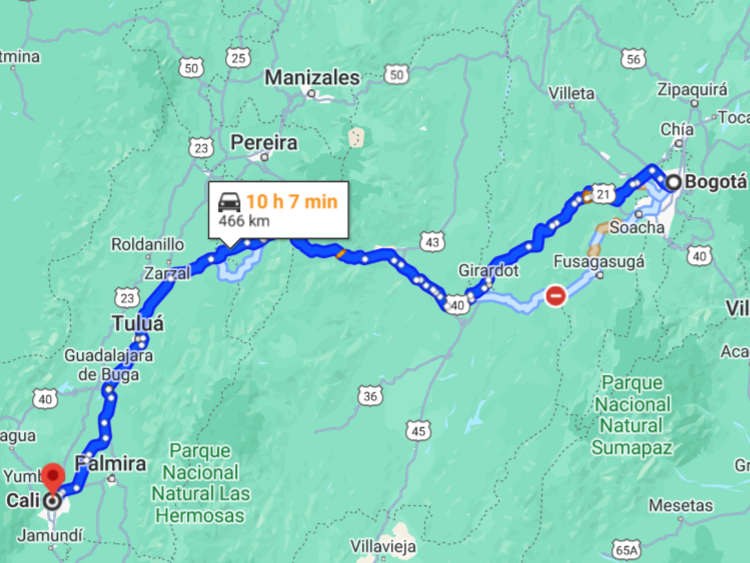 tmina
50
25
56
Manizales
50
Villeta
Zipaquirá
Toca
Chía
23
Pereira
10 h 7 min
466 km
21
Bogotá
Soacha
Roldanillo
43
Zarzal
Girardot
Fusagasugá
40
23
40
Vil
Tuluá
Guadalajara
de Buga
Aca
40
36
45
Parque
Nacional
Natural
Sumapaz
agua
Yumb
Palmira
Parque
Nacional
Natural Las
Hermosas
Gr
Cali
Mesetas
Jamundí
Villavieja
65A